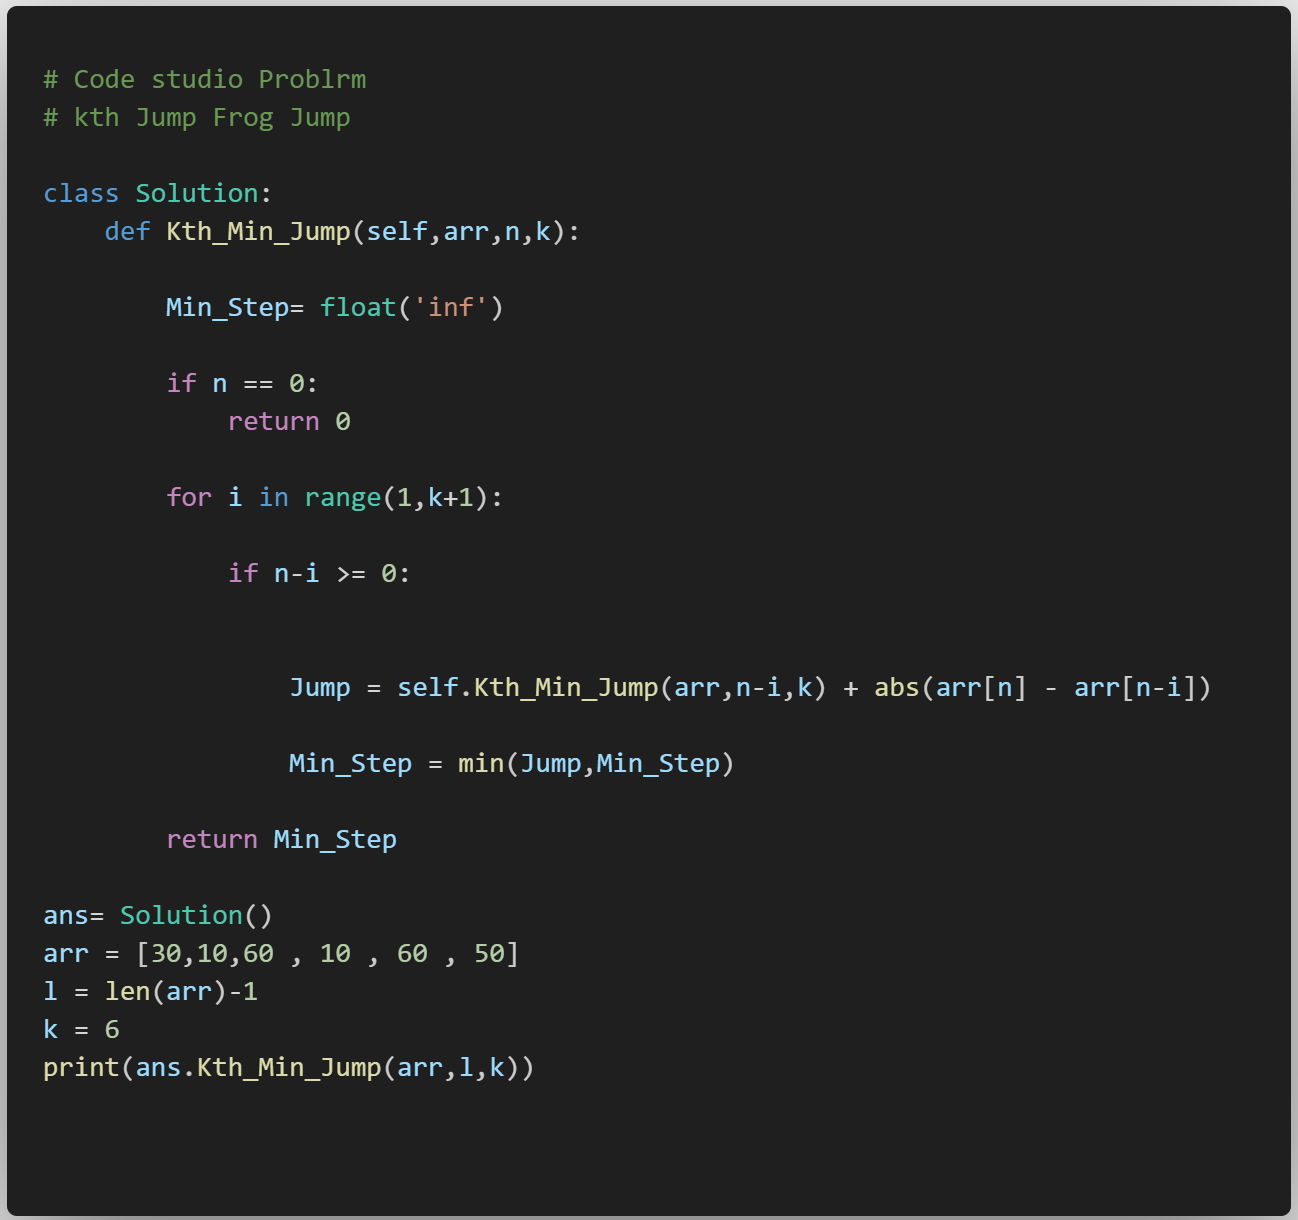 # Code studio Problrm
# kth Jump Frog Jump
class Solution:
    def Kth_Min_Jump(self,arr,n,k):
        Min_Step= float('inf')
        if n == 0:
            return 0
        for i in range(1,k+1):
            if n-i >= 0:
                Jump = self.Kth_Min_Jump(arr,n-i,k) + abs(arr[n] - arr[n-i])
                Min_Step = min(Jump,Min_Step)
        return Min_Step
ans= Solution()
arr = [30,10,60 , 10 , 60 , 50]
l = len(arr)-1
k = 6
print(ans.Kth_Min_Jump(arr,l,k))